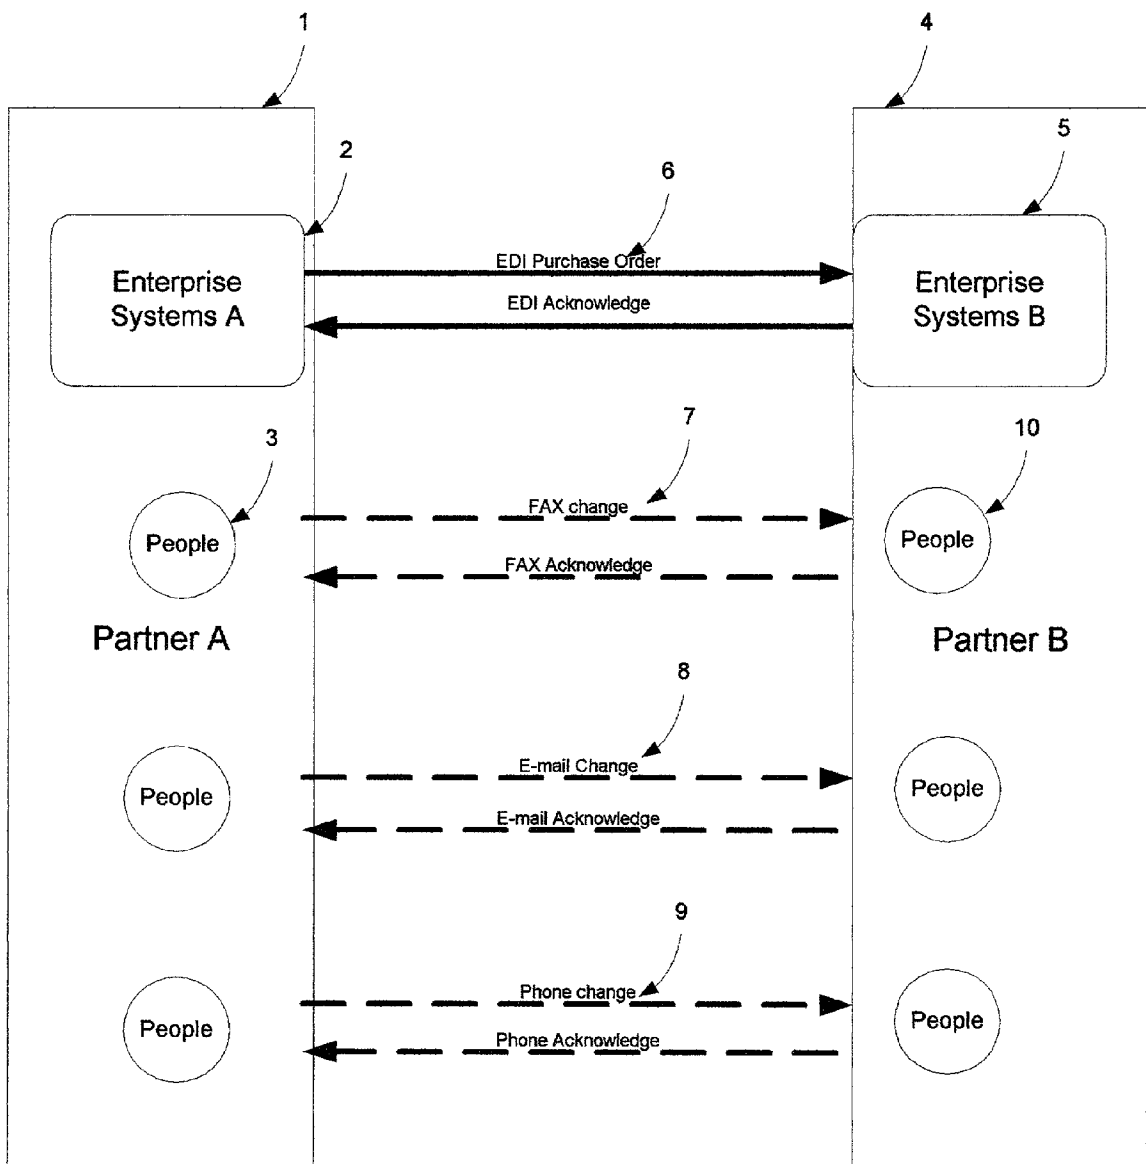 1
4
2
5
6
Enterprise
Systems A
EDI Purchase Order
EDI Acknowledge
Enterprise
Systems B
3
7
10
People
FAX change
FAX Acknowledge
People
Partner A
Partner B
8
People
E-mail Change
E-mail Acknowledge
People
9
People
Phone change
Phone Acknowledge
People